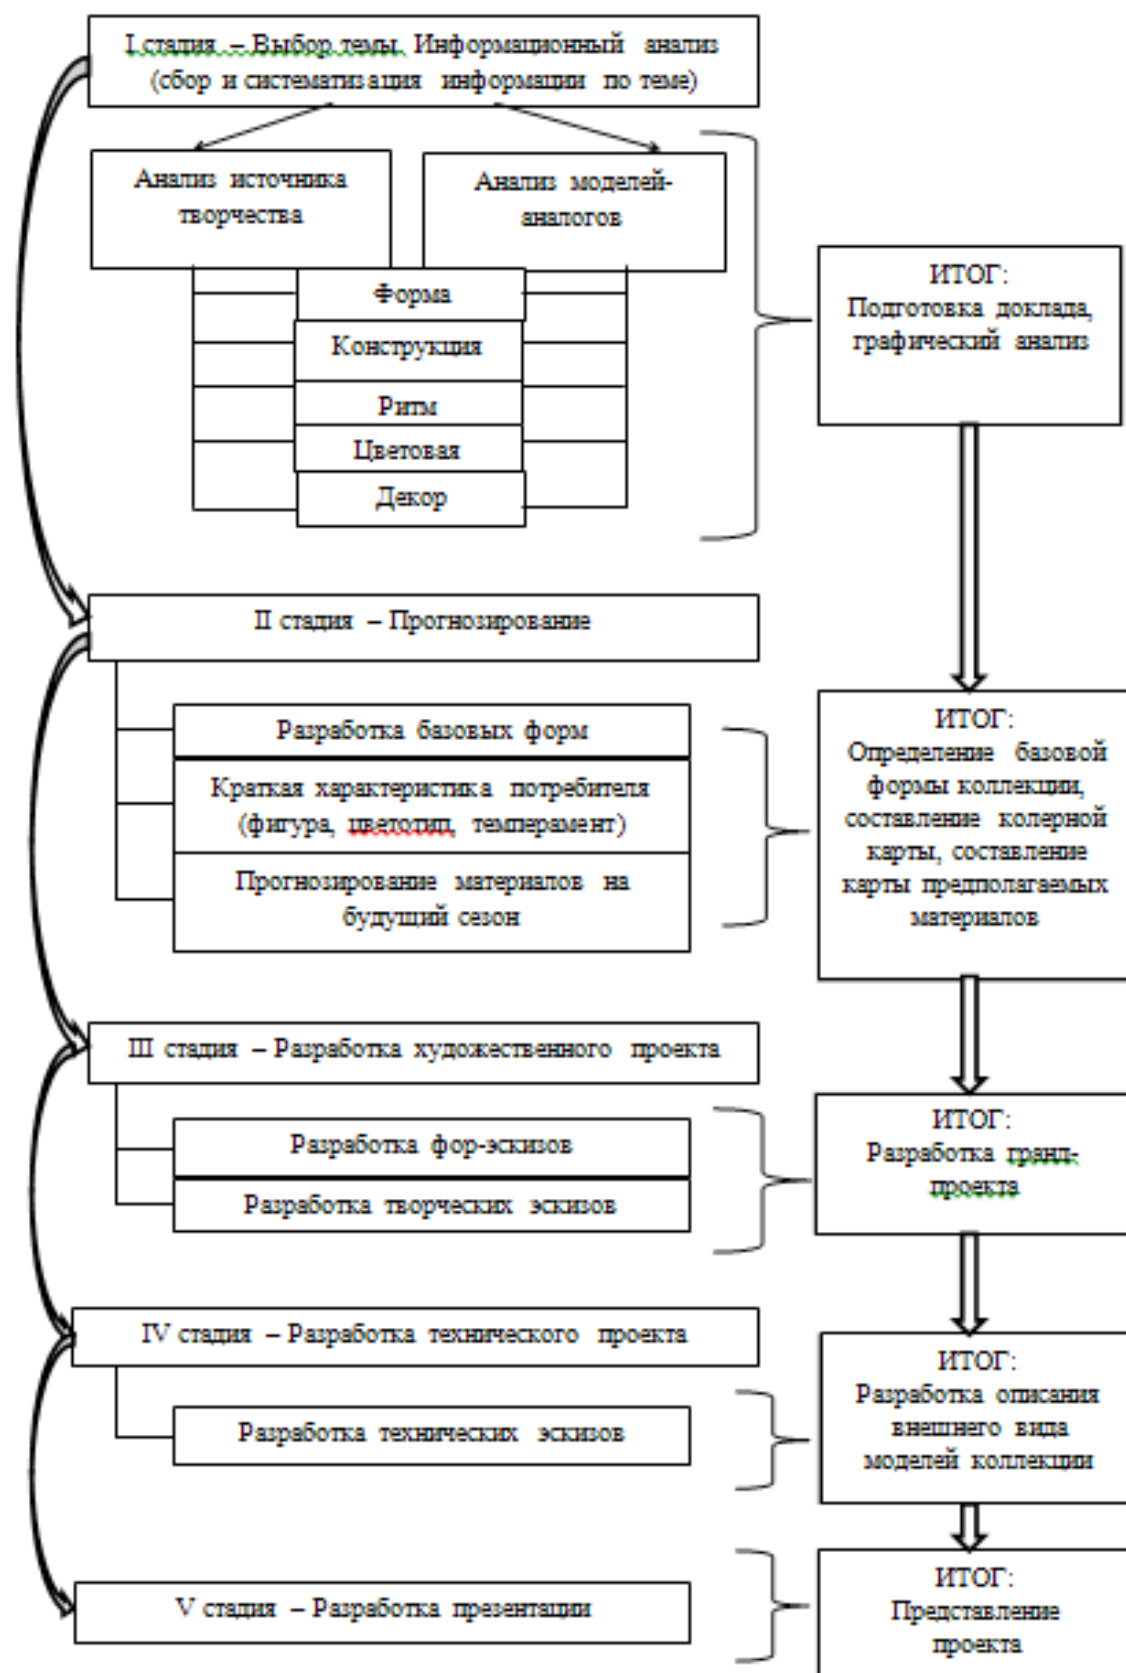 I стадия – Выбор темы. Информационный анализ
(сбор и систематизация информации по теме)
Анализ источника
творчества
Анализ моделей-
аналогов
Форма
Конструкция
Ритм
Цветовая
Декор
ИТОГ:
Подготовка доклада,
графический анализ
II стадия – Прогнозирование
Разработка базовых форм
Краткая характеристика потребителя
(фигура, цветотип, темперамент)
Прогнозирование материалов на
будущий сезон
ИТОГ:
Определение базовой
формы коллекции,
составление колерной
карты, составление
карты предполагаемых
материалов
III стадия – Разработка художественного проекта
Разработка фор-эскизов
Разработка творческих эскизов
ИТОГ:
Разработка гранд-
проекта
IV стадия – Разработка технического проекта
Разработка технических эскизов
ИТОГ:
Разработка описания
внешнего вида
моделей коллекции
V стадия – Разработка презентации
ИТОГ:
Представление
проекта